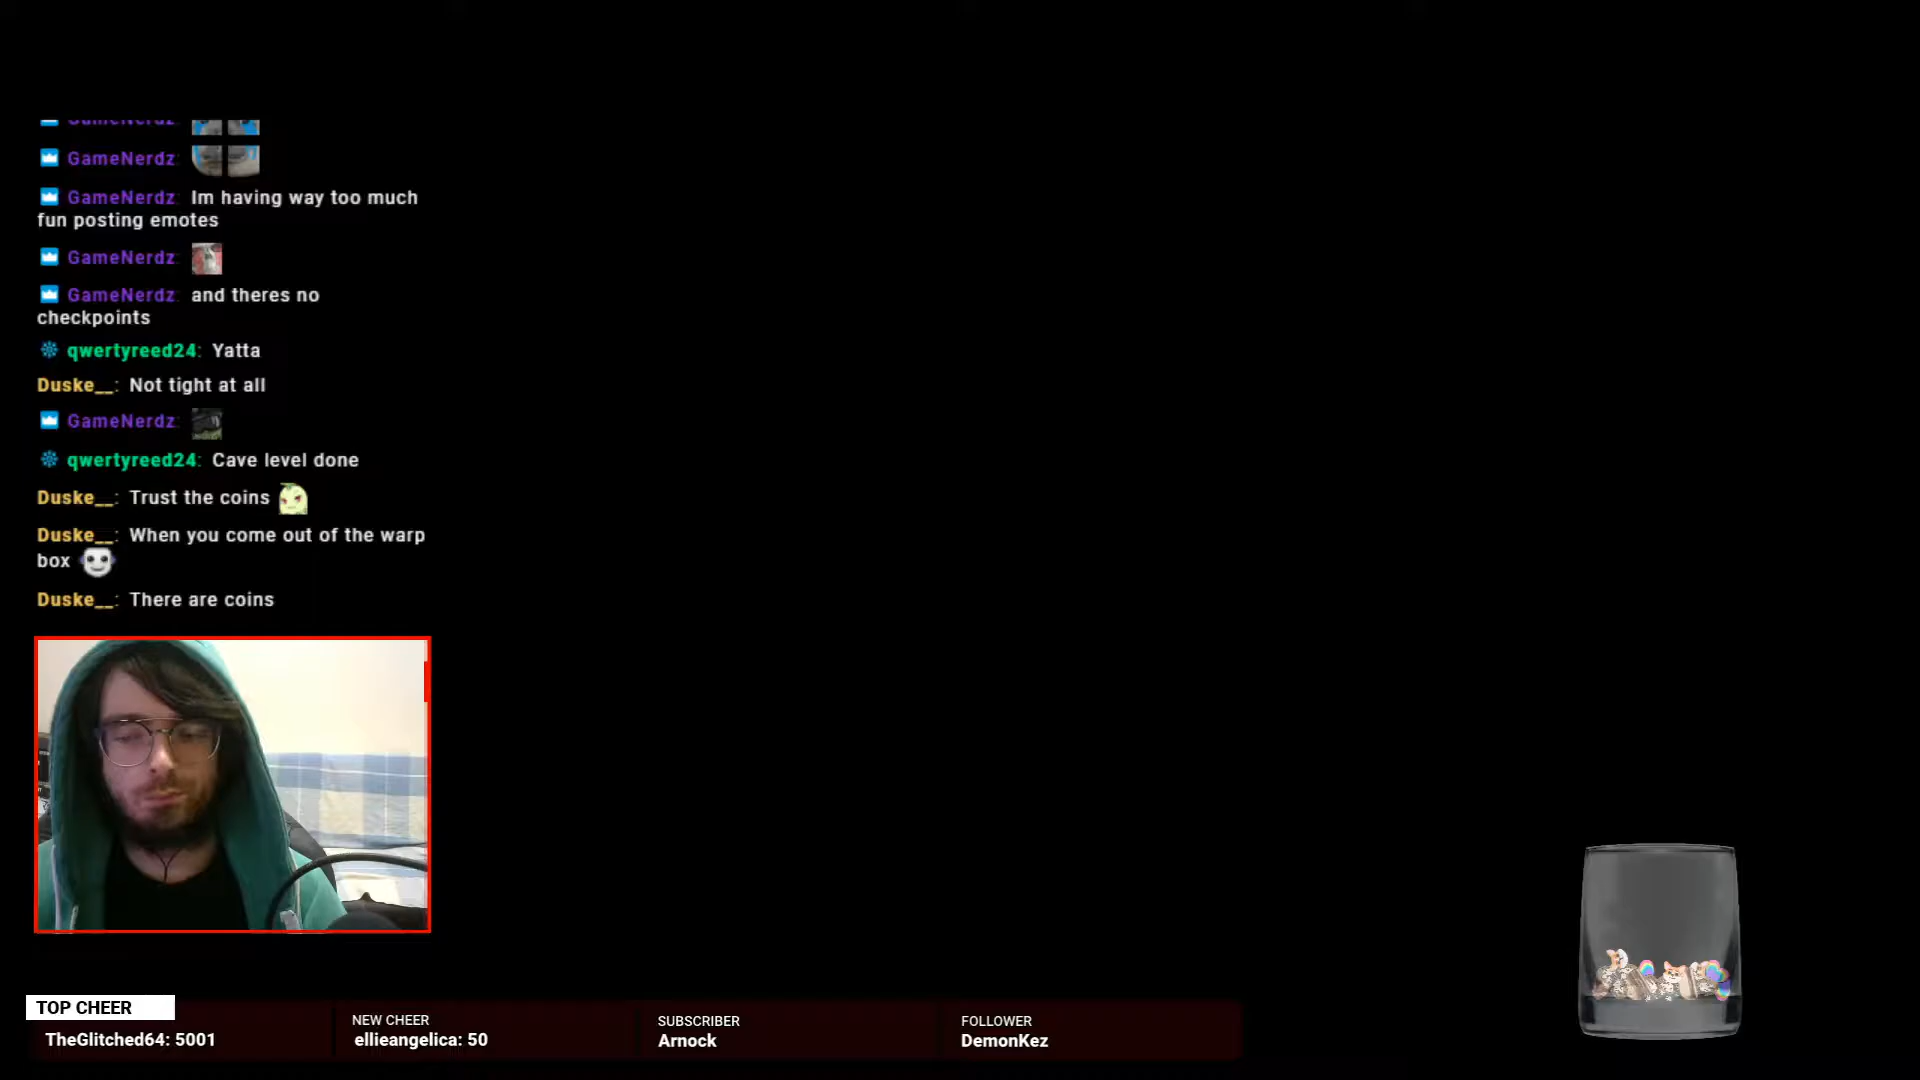 GameNerdz:
GameNerdz:
GameNerdz: Im having way too much
fun posting emotes
GameNerdz:
GameNerdz: and theres no
checkpoints
qwertyreed24: Yatta
Duske__: Not tight at all
GameNerdz:
qwertyreed24: Cave level done
Duske__: Trust the coins
Duske__: When you come out of the warp
box
Duske__: There are coins
TOP CHEER
TheGlitched64: 5001
NEW CHEER
ellieangelica: 50
SUBSCRIBER
Arnock
FOLLOWER
DemonKez